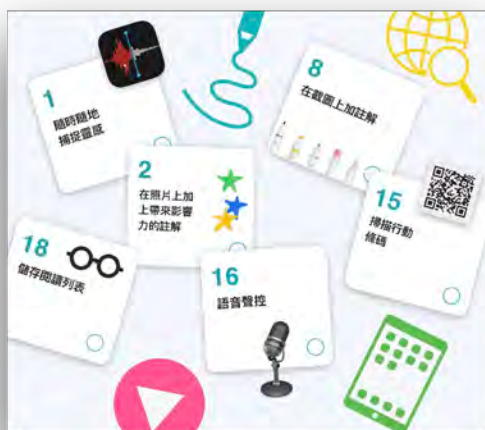 1
隨時隨地
捕捉靈感
8
在截圖上加註解
2
在照片上加
上帶來影響
力的註解
15
掃描行動
條碼
18
儲存閱讀列表
16
語音聲控